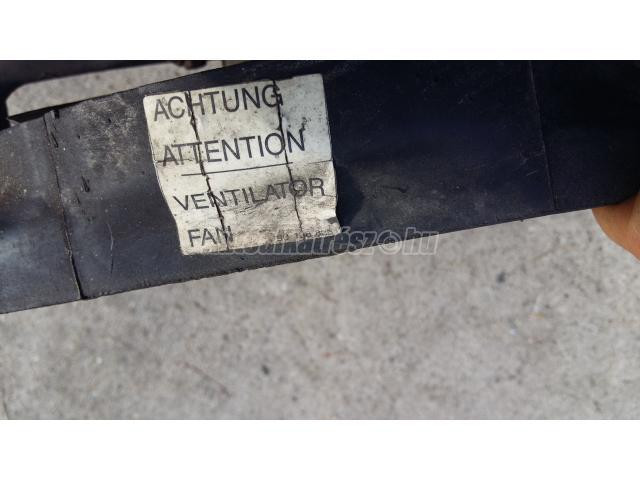 ACHTUNG
ATTENTION
VENTILATOR
FAN